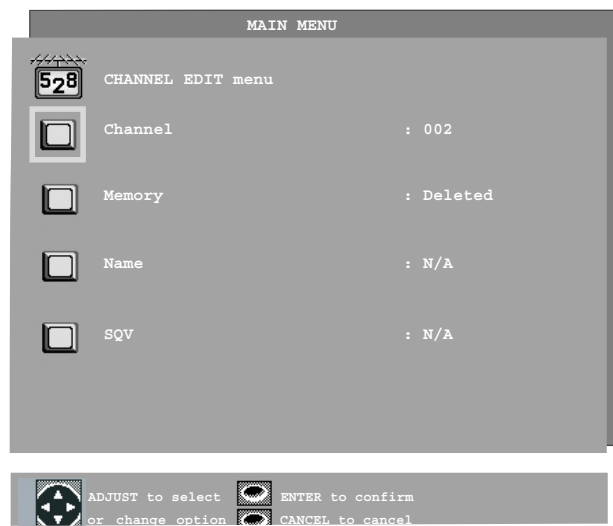 MAIN MENU
528 CHANNEL EDIT menu
Channel : 002
Memory : Deleted
Name : N/A
SQV : N/A
ADJUST to select ENTER to confirm
or change option CANCEL to cancel